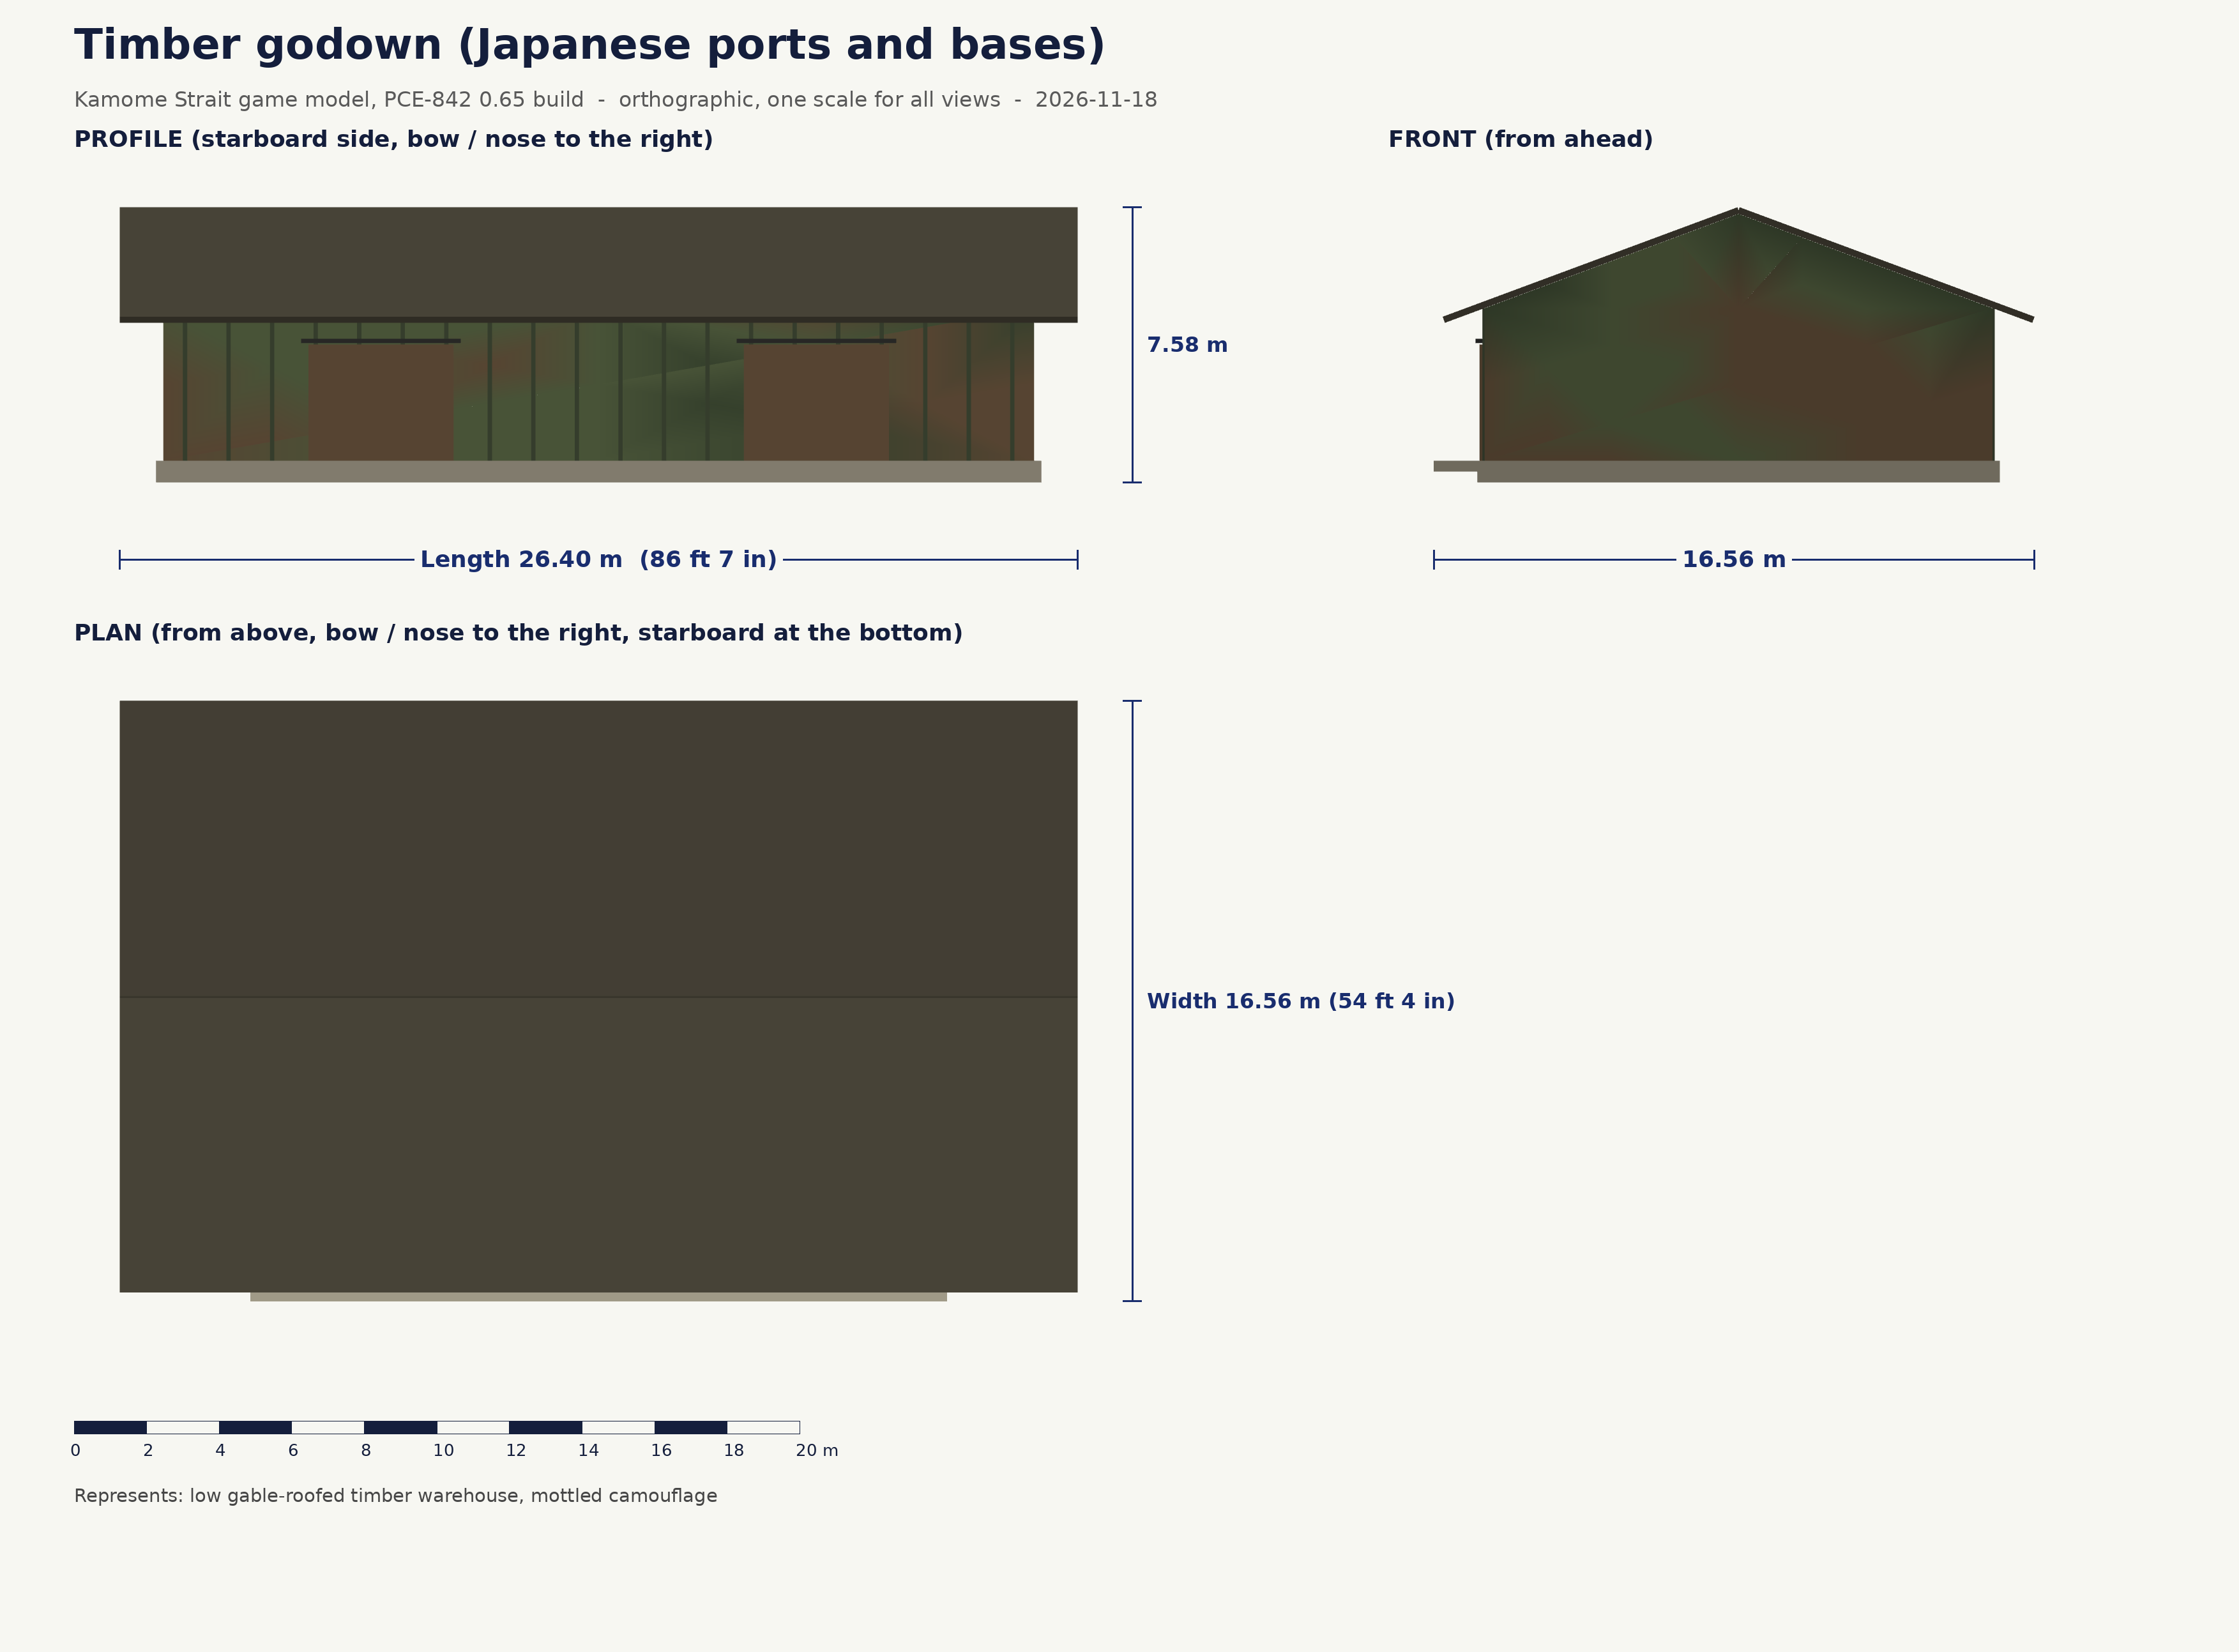 Timber godown (Japanese ports and bases)
Kamome Strait game model, PCE-842 0.65 build - orthographic, one scale for all views - 2026-11-18
PROFILE (starboard side, bow / nose to the right)
FRONT (from ahead)
7.58 m
Length 26.40 m (86 ft 7 in)
16.56 m
PLAN (from above, bow / nose to the right, starboard at the bottom)
Width 16.56 m (54 ft 4 in)
0 2 4 6 8 10 12 14 16 18 20 m
Represents: low gable-roofed timber warehouse, mottled camouflage